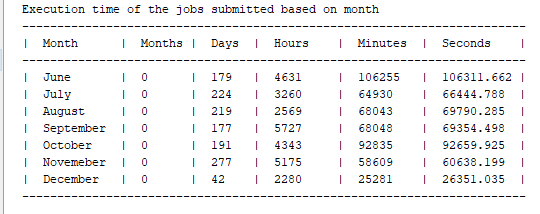 Execution time of the jobs submitted based on month
------------------------------------------------------------------------
| Month | Months | Days | Hours | Minutes | Seconds |
------------------------------------------------------------------------
| June | 0 | 179 | 4631 | 106255 | 106311.662 |
| July | 0 | 224 | 3260 | 64930 | 66444.788 |
| August | 0 | 219 | 2569 | 68043 | 69790.285 |
| September | 0 | 177 | 5727 | 68048 | 69354.498 |
| October | 0 | 191 | 4343 | 92835 | 92659.925 |
| Novemeber | 0 | 277 | 5175 | 58609 | 60638.199 |
| December | 0 | 42 | 2280 | 25281 | 26351.035 |
------------------------------------------------------------------------